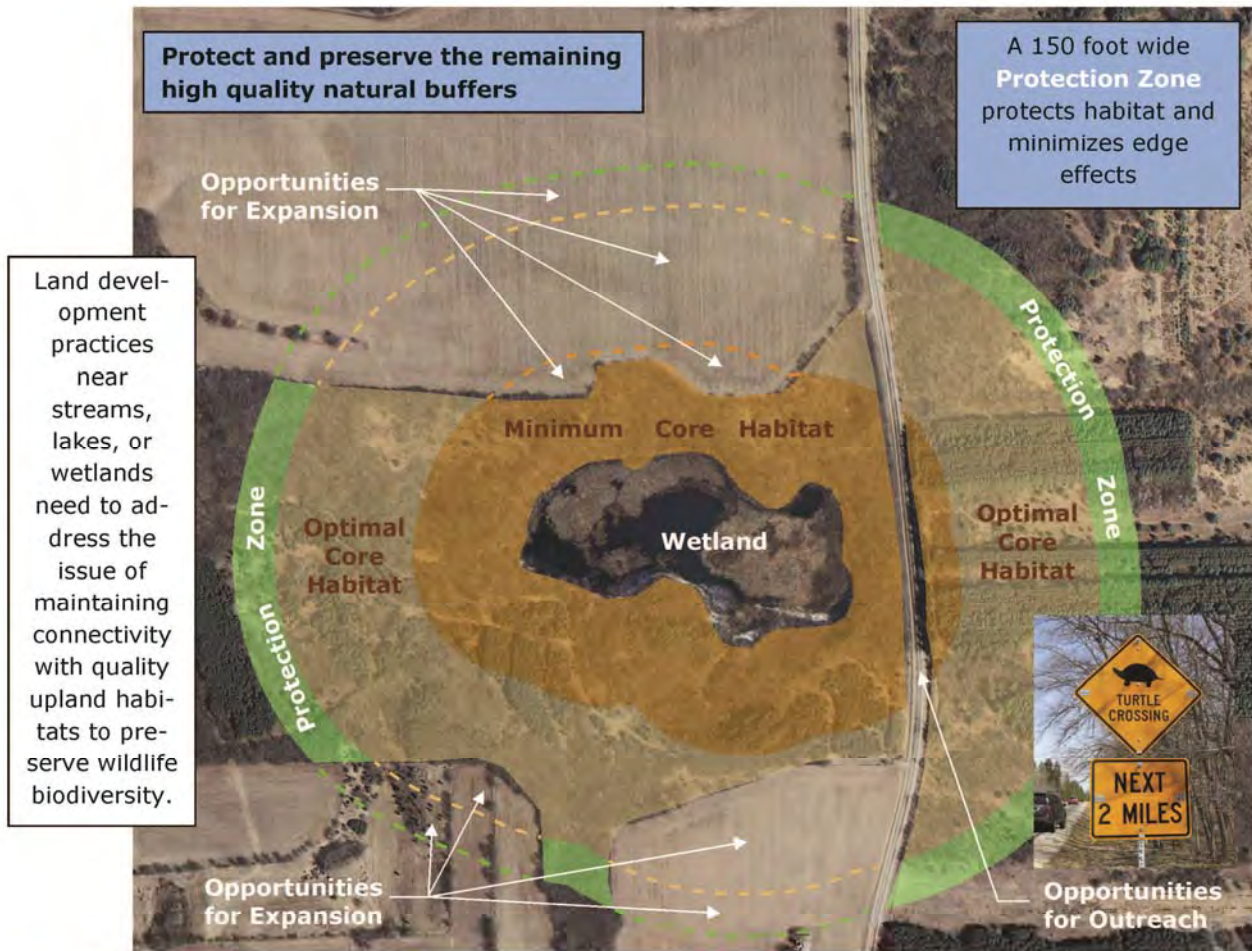 Protect and preserve the remaining
high quality natural buffers
A 150 foot wide
Protection Zone
protects habitat and
minimizes edge
effects
Opportunities
for Expansion
Land devel-
opment
practices
near
streams,
lakes, or
wetlands
need to ad-
dress the
issue of
maintaining
connectivity
with quality
upland habi-
tats to pre-
serve wildlife
biodiversity.
Protection
Zone
Minimum Core Habitat
Zone
Protection
Optimal
Core
Habitat
Wetland
Optimal
Core
Habitat
TURTLE
CROSSING
NEXT
2 MILES
Opportunities
for Expansion
Opportunities
for Outreach